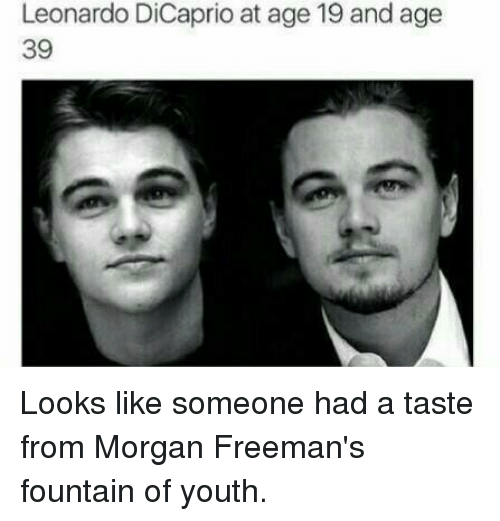 Leonardo DiCaprio at age 19 and age
39
Looks like someone had a taste
from Morgan Freeman's
fountain of youth.